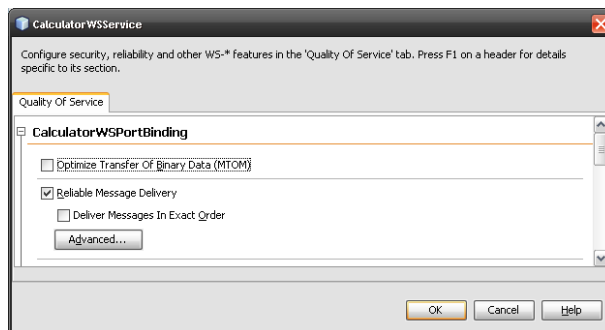 CalculatorWSService
Configure security, reliability and other WS-* features in the 'Quality Of Service' tab. Press F1 on a header for details
specific to its section.
Quality Of Service
CalculatorWSPortBinding
Optimize Transfer Of Binary Data (MTOM)
Reliable Message Delivery
Deliver Messages In Exact Order
Advanced...
OK Cancel Help